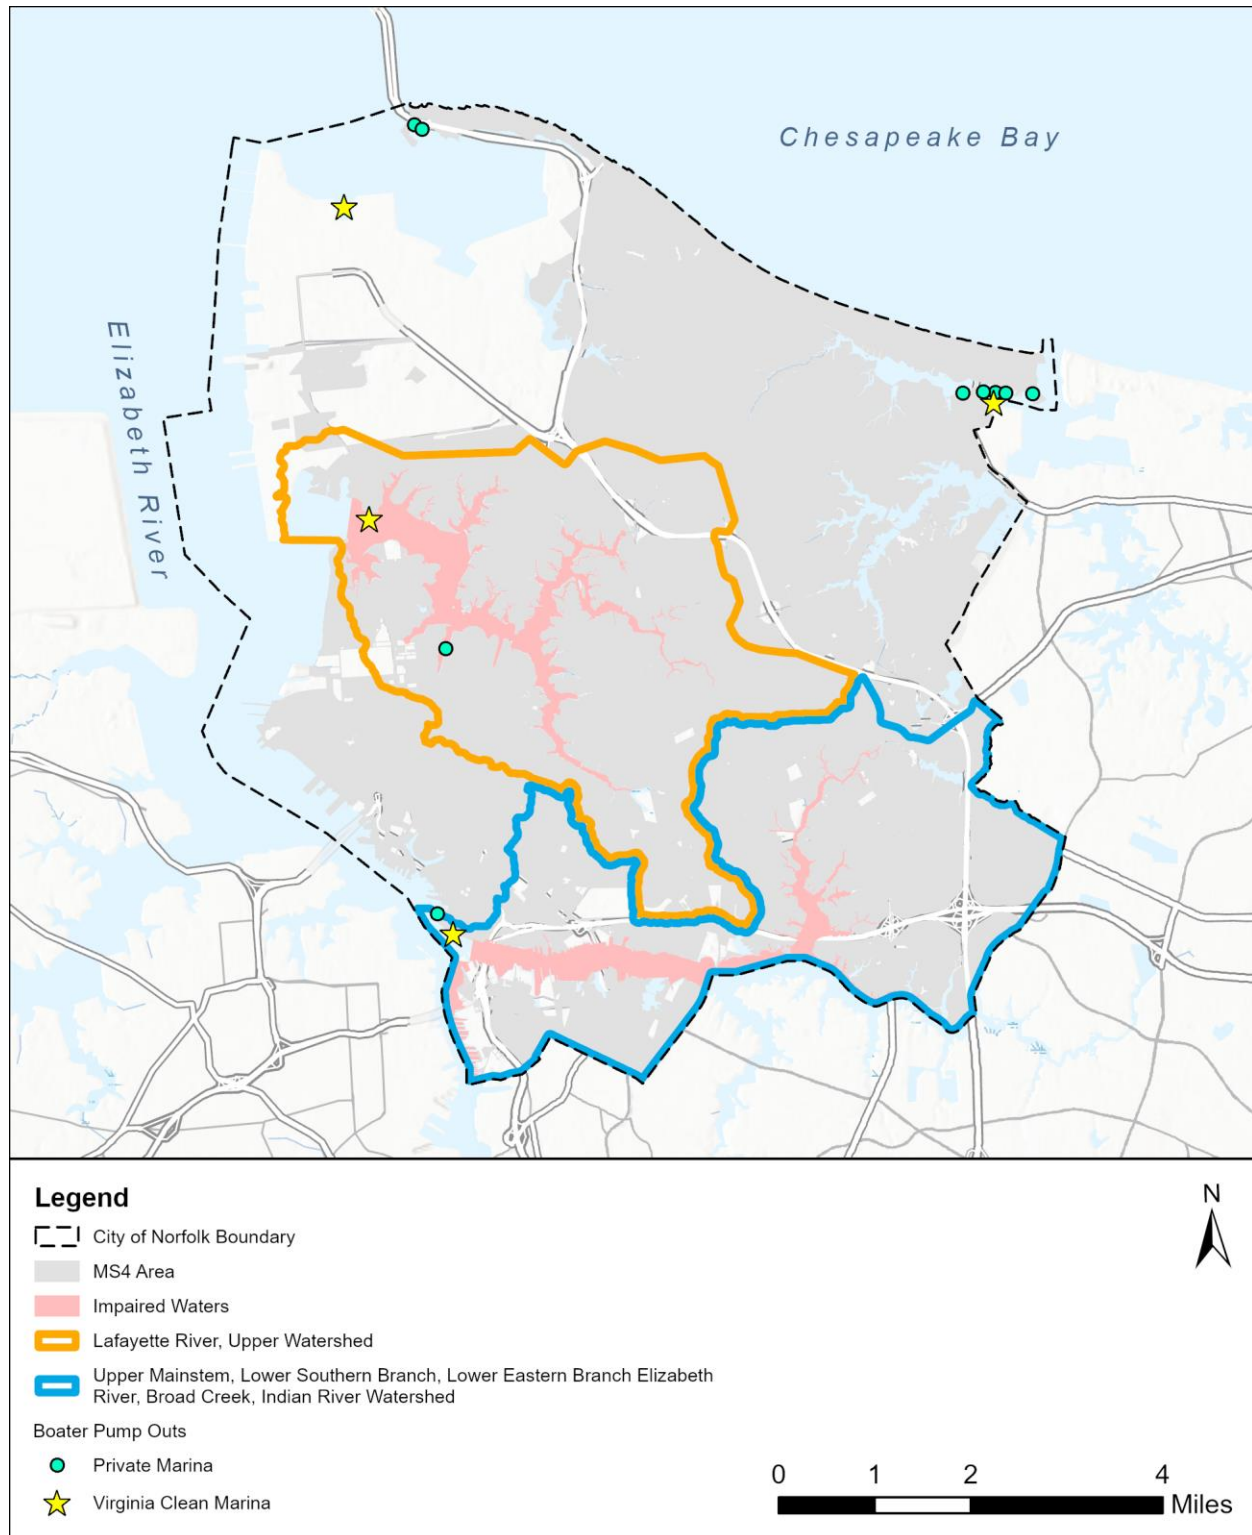 Chesapeake Bay
Elizabeth River
Legend
City of Norfolk Boundary
MS4 Area
Impaired Waters
Lafayette River, Upper Watershed
Upper Mainstem, Lower Southern Branch, Lower Eastern Branch Elizabeth
River, Broad Creek, Indian River Watershed
Boater Pump Outs
Private Marina
Virginia Clean Marina
N
0 1 2 4
Miles